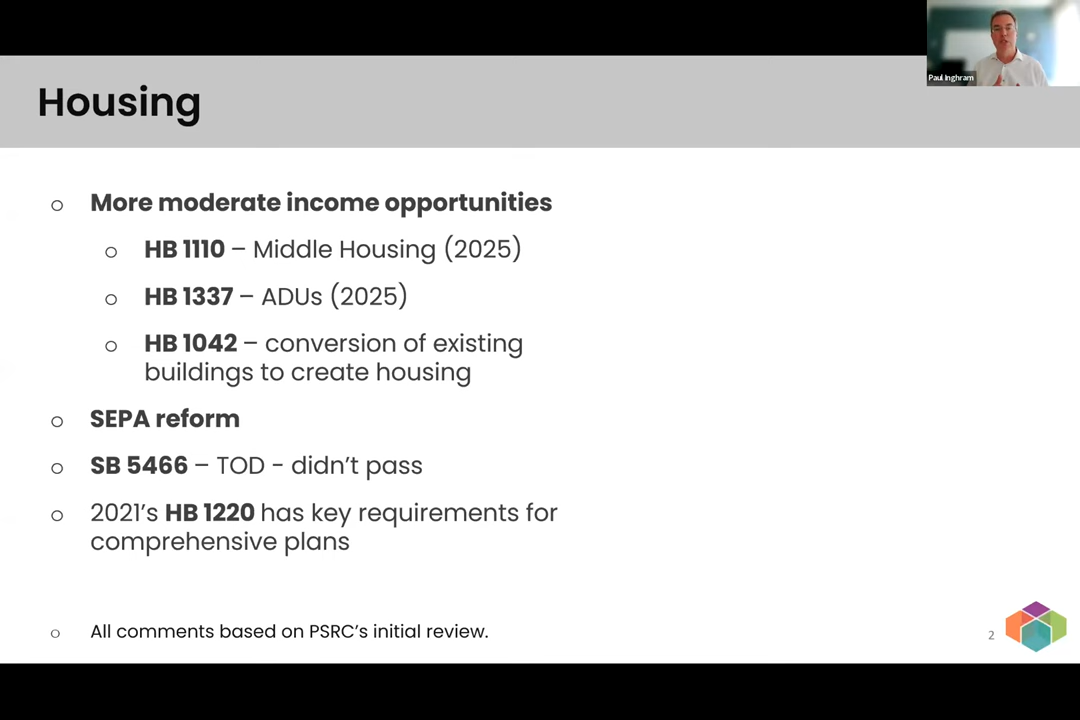 Paul Inghram
Housing
o More moderate income opportunities
o HB 1110 – Middle Housing (2025)
o HB 1337 – ADUs (2025)
o HB 1042 – conversion of existing
buildings to create housing
o SEPA reform
o SB 5466 – TOD - didn't pass
o 2021's HB 1220 has key requirements for
comprehensive plans
o All comments based on PSRC's initial review.
2